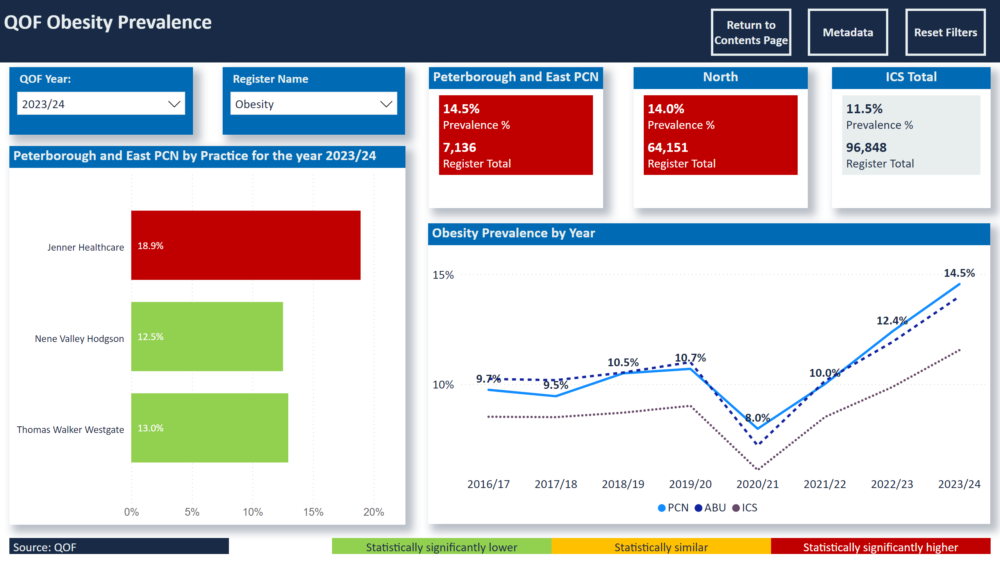 QOF Obesity Prevalence
Return to
Contents Page
Metadata
Reset Filters
QOF Year:
2023/24
Register Name
Obesity
Peterborough and East PCN
14.5%
Prevalence %
7,136
Register Total
North
14.0%
Prevalence %
64,151
Register Total
ICS Total
11.5%
Prevalence %
96,848
Register Total
Peterborough and East PCN by Practice for the year 2023/24
Jenner Healthcare
18.9%
Nene Valley Hodgson
12.5%
Thomas Walker Westgate
13.0%
0%
5%
10%
15%
20%
Obesity Prevalence by Year
15%
10%
9.7%
9.5%
10.5%
10.7%
8.0%
10.0%
12.4%
14.5%
2016/17
2017/18
2018/19
2019/20
2020/21
2021/22
2022/23
2023/24
PCN
ABU
ICS
Source: QOF
Statistically significantly lower
Statistically similar
Statistically significantly higher